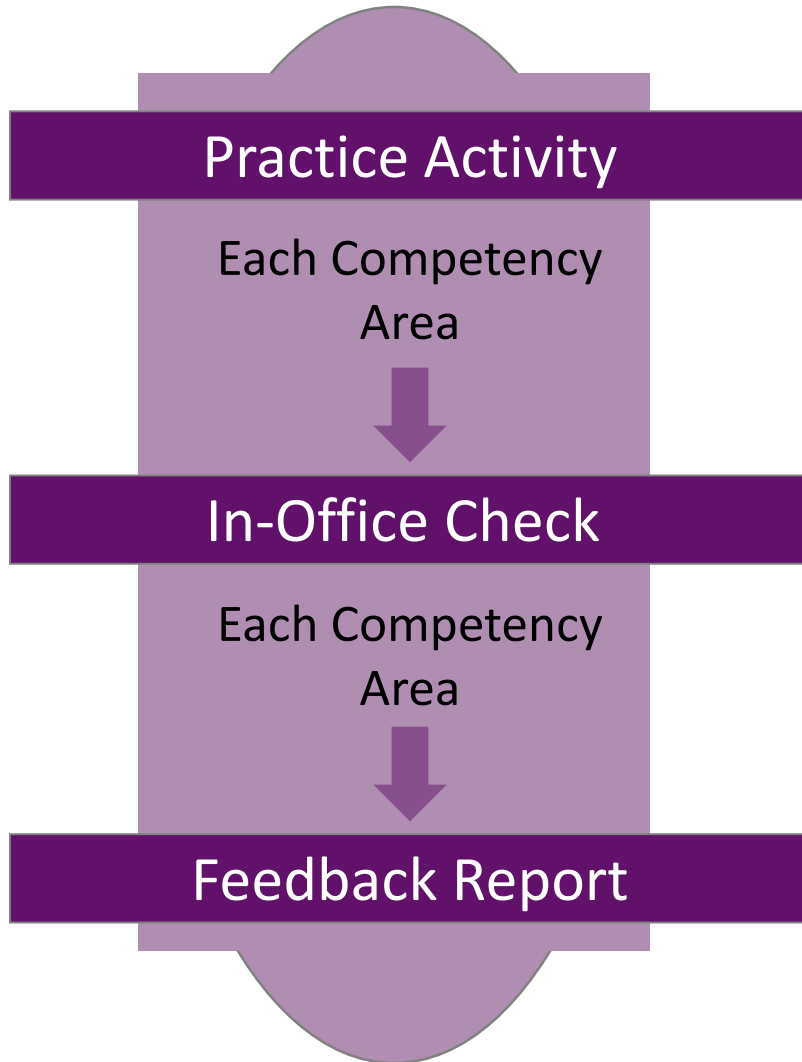 Practice Activity
Each Competency
Area
In-Office Check
Each Competency
Area
Feedback Report